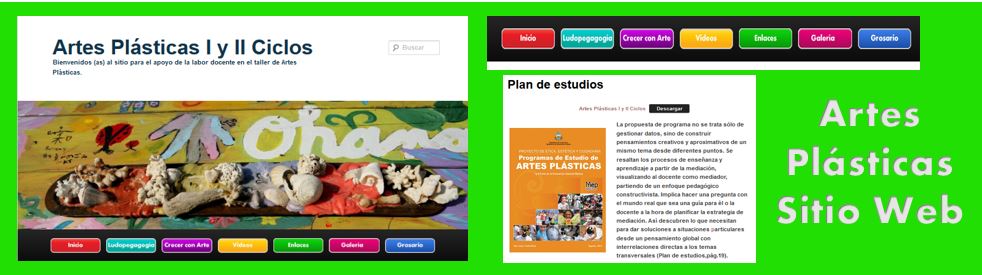 Artes Plásticas I y II Ciclos
Bienvenidos (as) al sitio para el apoyo de la labor docente en el taller de Artes
Plásticas.
Buscar
Ohana
Inicio
Ludopegagogía
Crecer con Arte
Vídeos
Enlaces
Galería
Grosario
Inicio
Ludopegagogía
Crecer con Arte
Vídeos
Enlaces
Galería
Grosario
Plan de estudios
Artes Plásticas I y II Ciclos
Descargar
PROYECTO DE ÉTICA, ESTÉTICA Y CIUDADANÍA
Programas de Estudio de
ARTES PLÁSTICAS
mep
La propuesta de programa no se trata sólo de
gestionar datos, sino de construir
pensamientos creativos y aproximativos de un
mismo tema desde diferentes puntos. Se
resaltan los procesos de enseñanza y
aprendizaje a partir de la mediación,
visualizando al docente como mediador,
partiendo de un enfoque pedagógico
constructivista. Implica hacer una pregunta con
el mundo real que sea una guía para él o la
docente a la hora de planificar la estrategia de
mediación. Así descubren lo que necesitan
para dar soluciones a situaciones particulares
desde un pensamiento global con
interrelaciones directas a los temas
transversales (Plan de estudios,pág.19).
Artes
Plásticas
Sitio Web